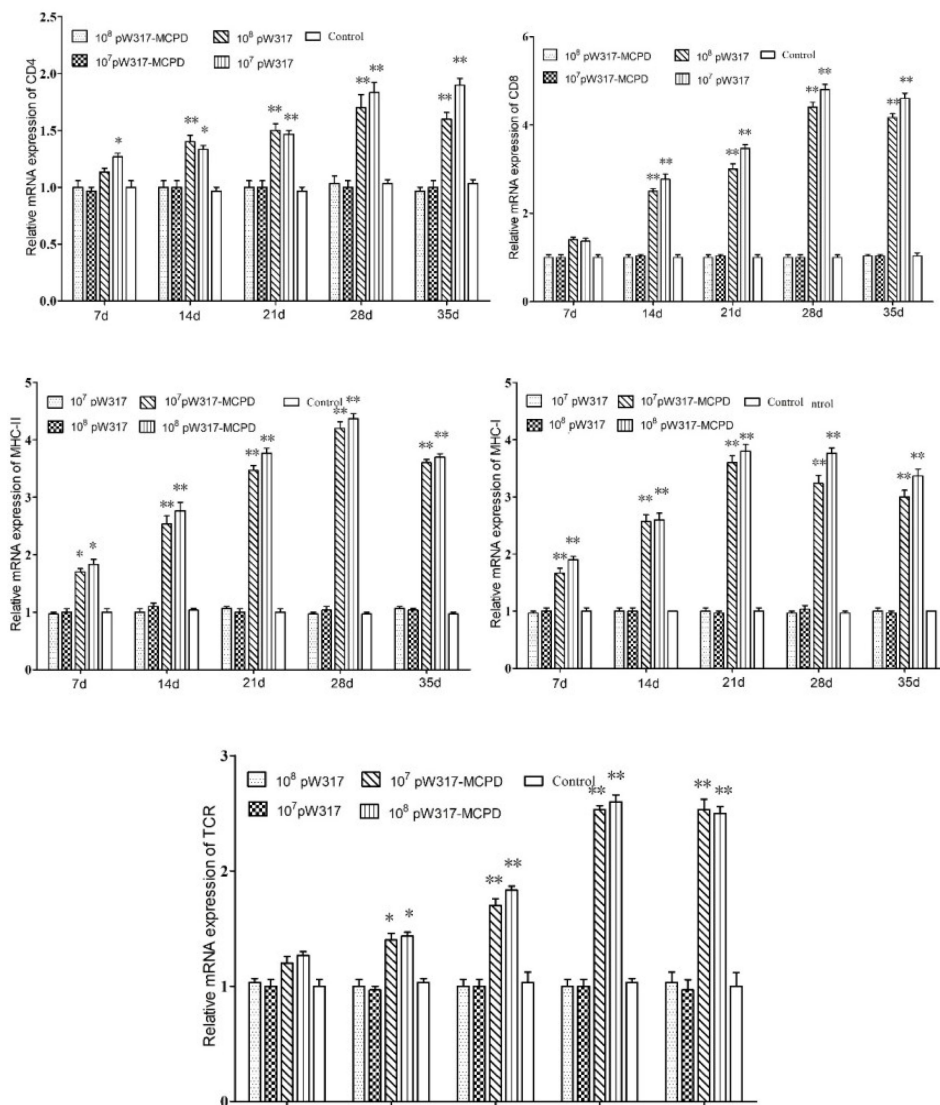 10⁸ pW317-MCPD 10⁸ pW317 Control
10⁷pW317-MCPD 10⁷ pW317
Relative mRNA expression of CD4
2.5
2.0
1.5
1.0
0.5
0.0
* ** * ** ** ** ** ** **
7d 14d 21d 28d 35d
10⁸ pW317-MCPD 10⁸ pW317 Control
10⁷pW317-MCPD 10⁷ pW317
Relative mRNA expression of CD8
8
6
4
2
0
** ** ** ** ** ** ** **
7d 14d 21d 28d 35d
10⁷ pW317 10⁷pW317-MCPD Control
10⁸ pW317 10⁸ pW317-MCPD
Relative mRNA expression of MHC-II
5
4
3
2
1
0
* * ** ** ** ** ** ** ** **
7d 14d 21d 28d 35d
10⁷ pW317 10⁷pW317-MCPD Control ntrol
10⁸ pW317 10⁸ pW317-MCPD
Relative mRNA expression of MHC-I
5
4
3
2
1
0
** ** ** ** ** ** ** ** ** **
7d 14d 21d 28d 35d
10⁸ pW317 10⁷ pW317-MCPD Control
10⁷pW317 10⁸ pW317-MCPD
Relative mRNA expression of TCR
3
2
1
0
* * ** ** ** ** ** **